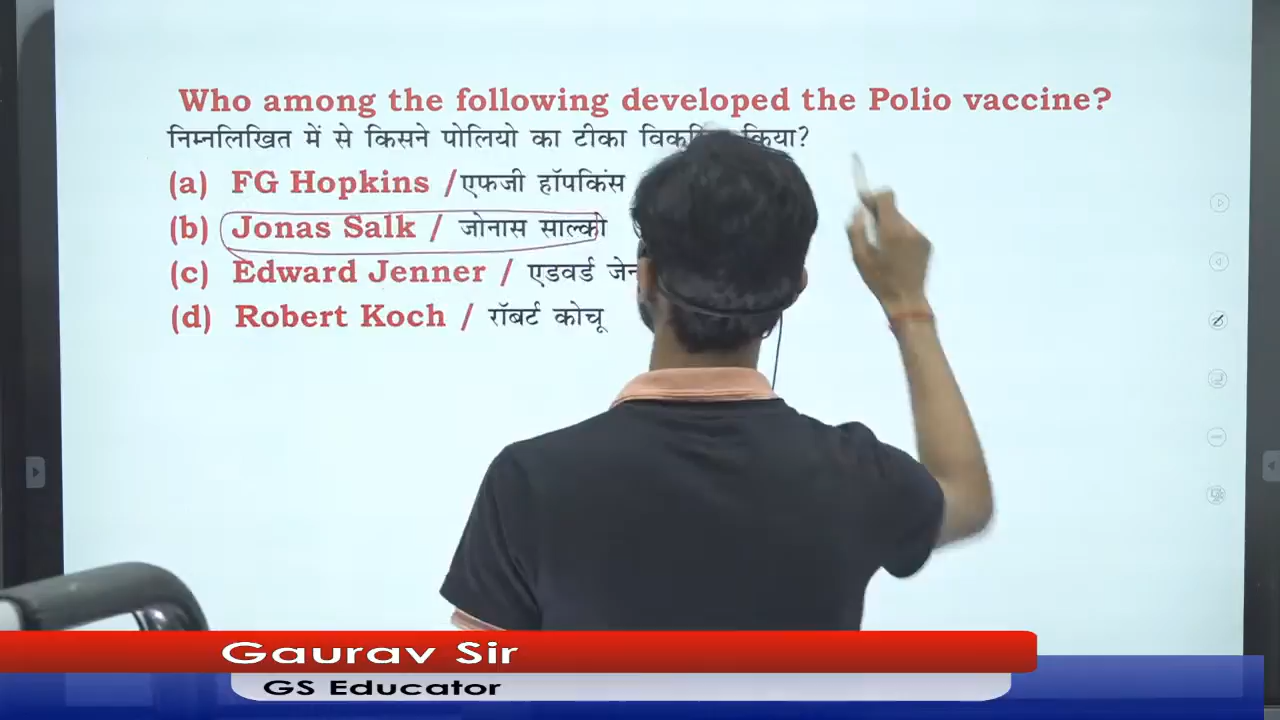 Who among the following developed the Polio vaccine?
निम्नलिखित में से किसने पोलियो का टीका किया?
(a) FG Hopkins / एफजी हॉपकिंस
(b) Jonas Salk / जोनास साल्की
(c) Edward Jenner / एडवर्ड
(d) Robert Koch / रॉबर्ट कोचू
Gaurav Sir
GS Educator